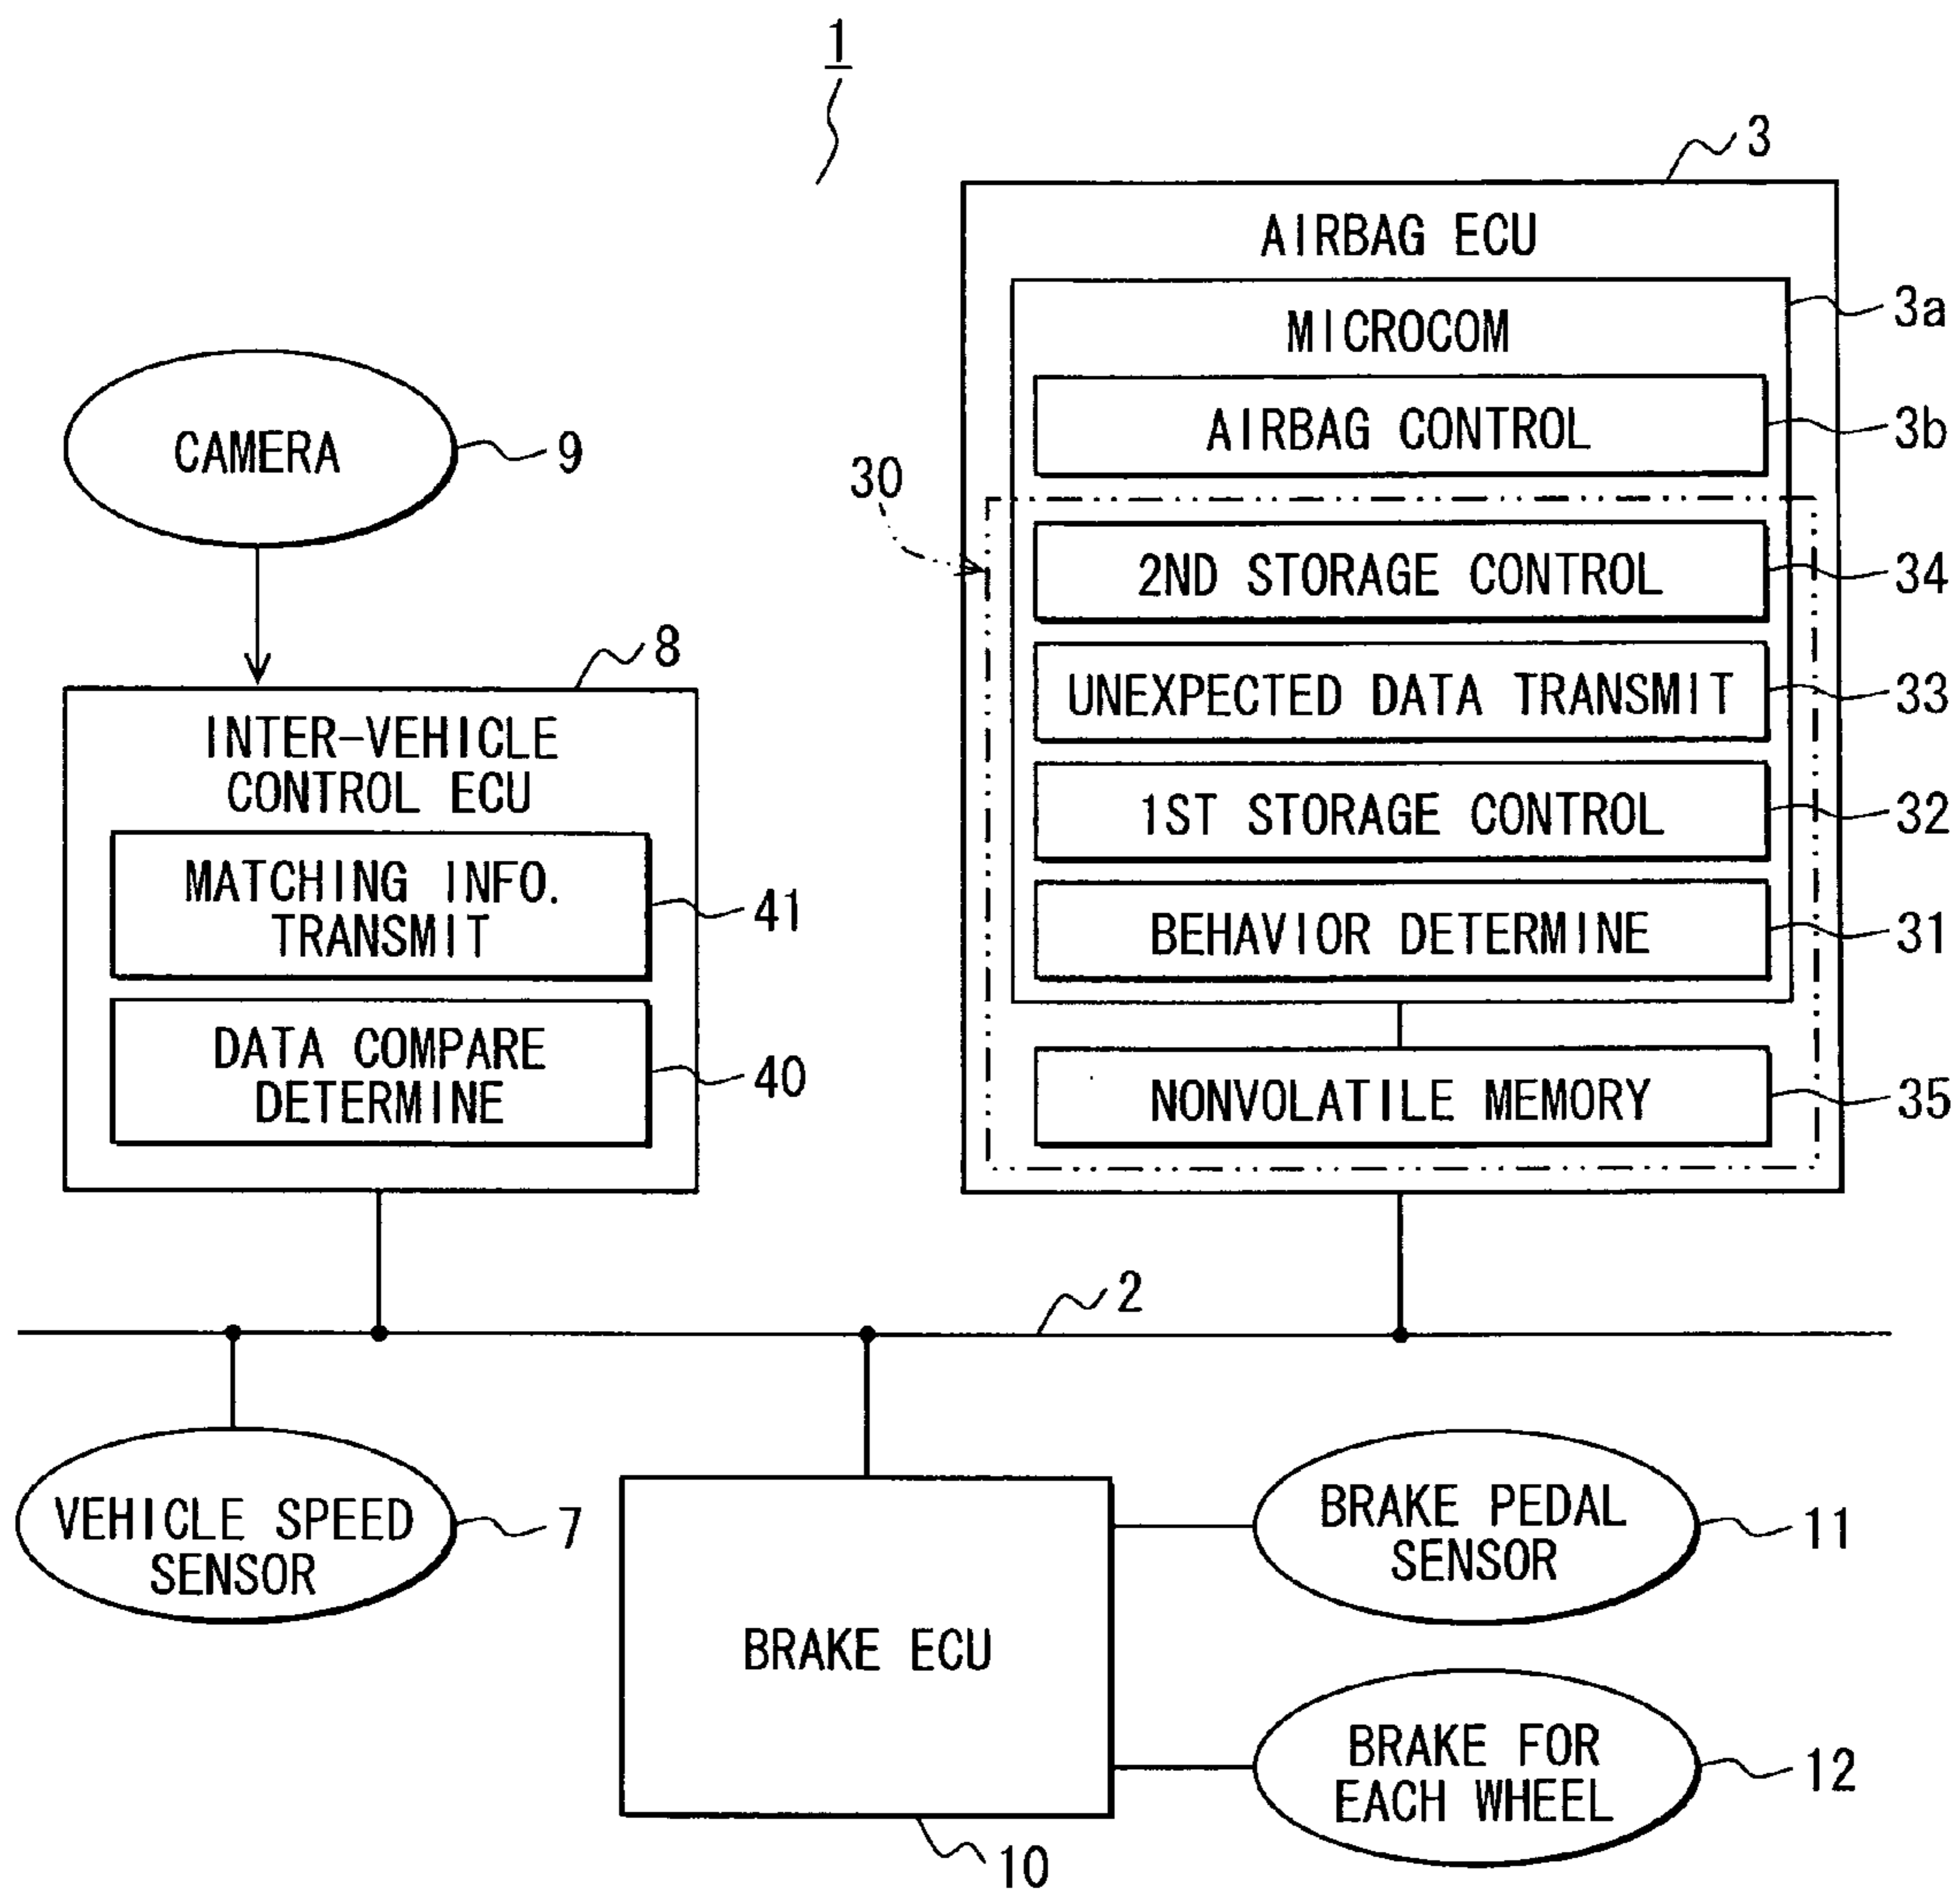 1
3
AIRBAG ECU
3a
MICROCOM
AIRBAG CONTROL
3b
CAMERA
9
30
2ND STORAGE CONTROL
34
8
UNEXPECTED DATA TRANSMIT
33
INTER-VEHICLE
CONTROL ECU
1ST STORAGE CONTROL
32
MATCHING INFO.
TRANSMIT
41
BEHAVIOR DETERMINE
31
DATA COMPARE
DETERMINE
40
NONVOLATILE MEMORY
35
2
VEHICLE SPEED
SENSOR
7
BRAKE PEDAL
SENSOR
11
BRAKE ECU
BRAKE FOR
EACH WHEEL
12
10